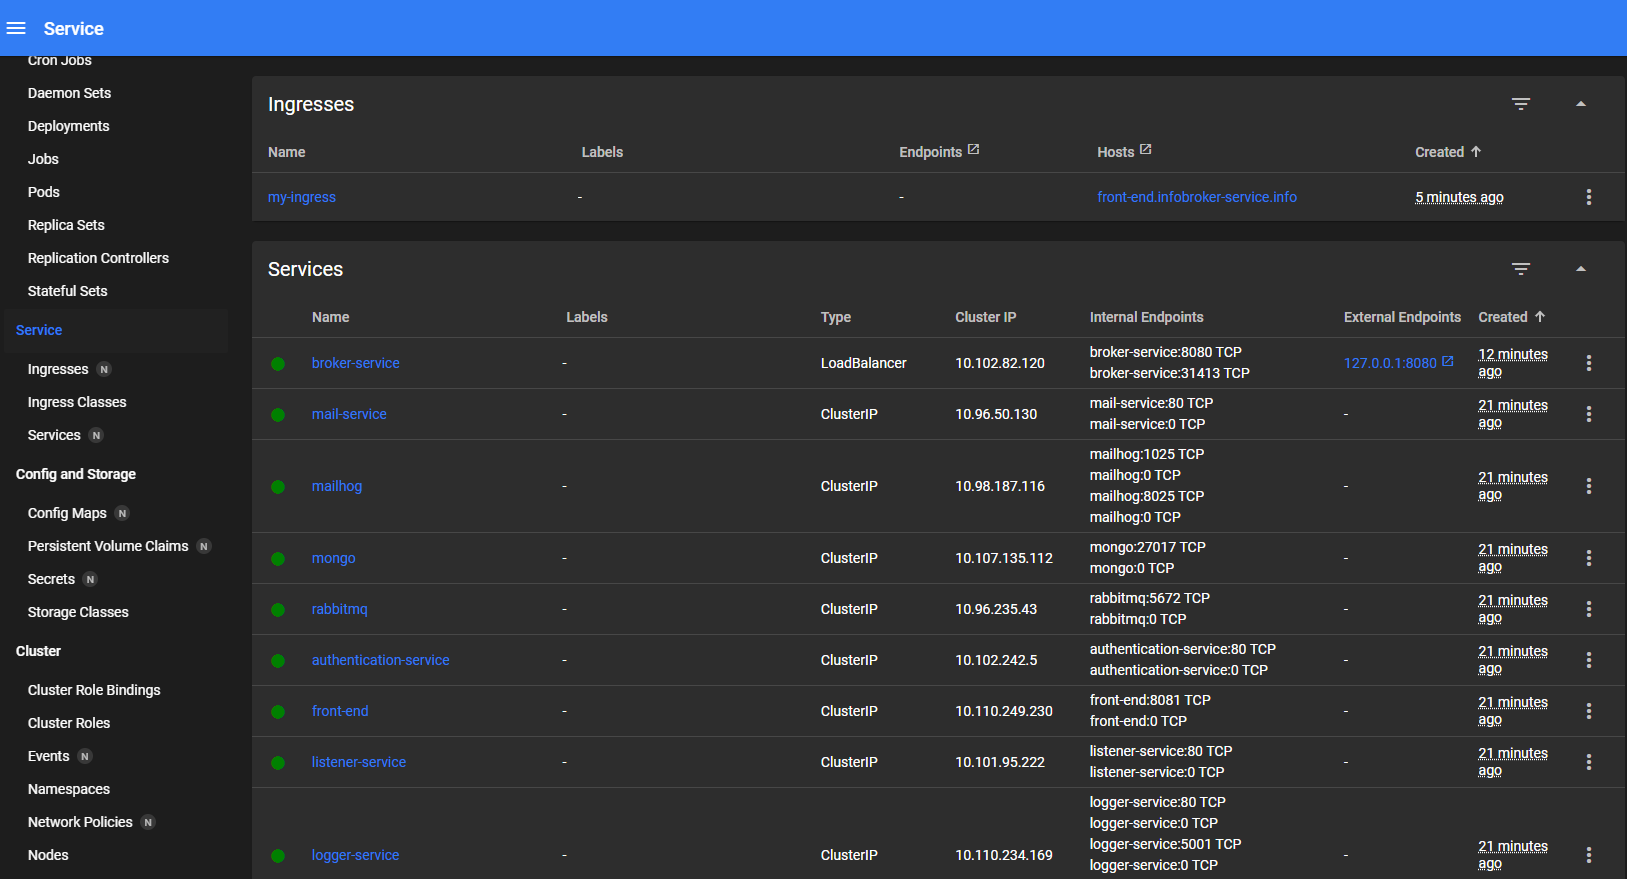 Service
Cron Jobs
Daemon Sets
Deployments
Jobs
Pods
Replica Sets
Replication Controllers
Stateful Sets
Service
Ingresses N
Ingress Classes
Services N
Config and Storage
Config Maps N
Persistent Volume Claims N
Secrets N
Storage Classes
Cluster
Cluster Role Bindings
Cluster Roles
Events N
Namespaces
Network Policies N
Nodes
Ingresses
Name Labels Endpoints Hosts Created
my-ingress - - front-end.infobroker-service.info 5 minutes ago
Services
Name Labels Type Cluster IP Internal Endpoints External Endpoints Created
broker-service - LoadBalancer 10.102.82.120 broker-service:8080 TCP 127.0.0.1:8080 12 minutes
broker-service:31413 TCP ago
mail-service - ClusterIP 10.96.50.130 mail-service:80 TCP - 21 minutes
mail-service:0 TCP ago
mailhog - ClusterIP 10.98.187.116 mailhog:1025 TCP - 21 minutes
mailhog:0 TCP ago
mailhog:8025 TCP
mailhog:0 TCP
mongo - ClusterIP 10.107.135.112 mongo:27017 TCP - 21 minutes
mongo:0 TCP ago
rabbitmq - ClusterIP 10.96.235.43 rabbitmq:5672 TCP - 21 minutes
rabbitmq:0 TCP ago
authentication-service - ClusterIP 10.102.242.5 authentication-service:80 TCP - 21 minutes
authentication-service:0 TCP ago
front-end - ClusterIP 10.110.249.230 front-end:8081 TCP - 21 minutes
front-end:0 TCP ago
listener-service - ClusterIP 10.101.95.222 listener-service:80 TCP - 21 minutes
listener-service:0 TCP ago
logger-service - ClusterIP 10.110.234.169 logger-service:80 TCP - 21 minutes
logger-service:0 TCP ago
logger-service:5001 TCP
logger-service:0 TCP